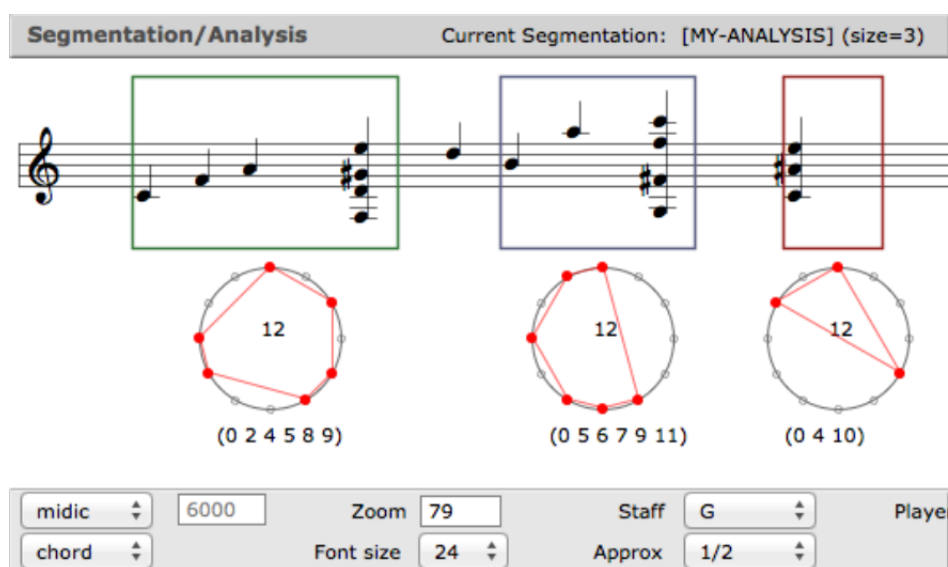 Segmentation/Analysis Current Segmentation: [MY-ANALYSIS] (size=3)
12 12 12
(0 2 4 5 8 9) (0 5 6 7 9 11) (0 4 10)
midic 6000 Zoom 79 Staff G Player
chord Font size 24 Approx 1/2